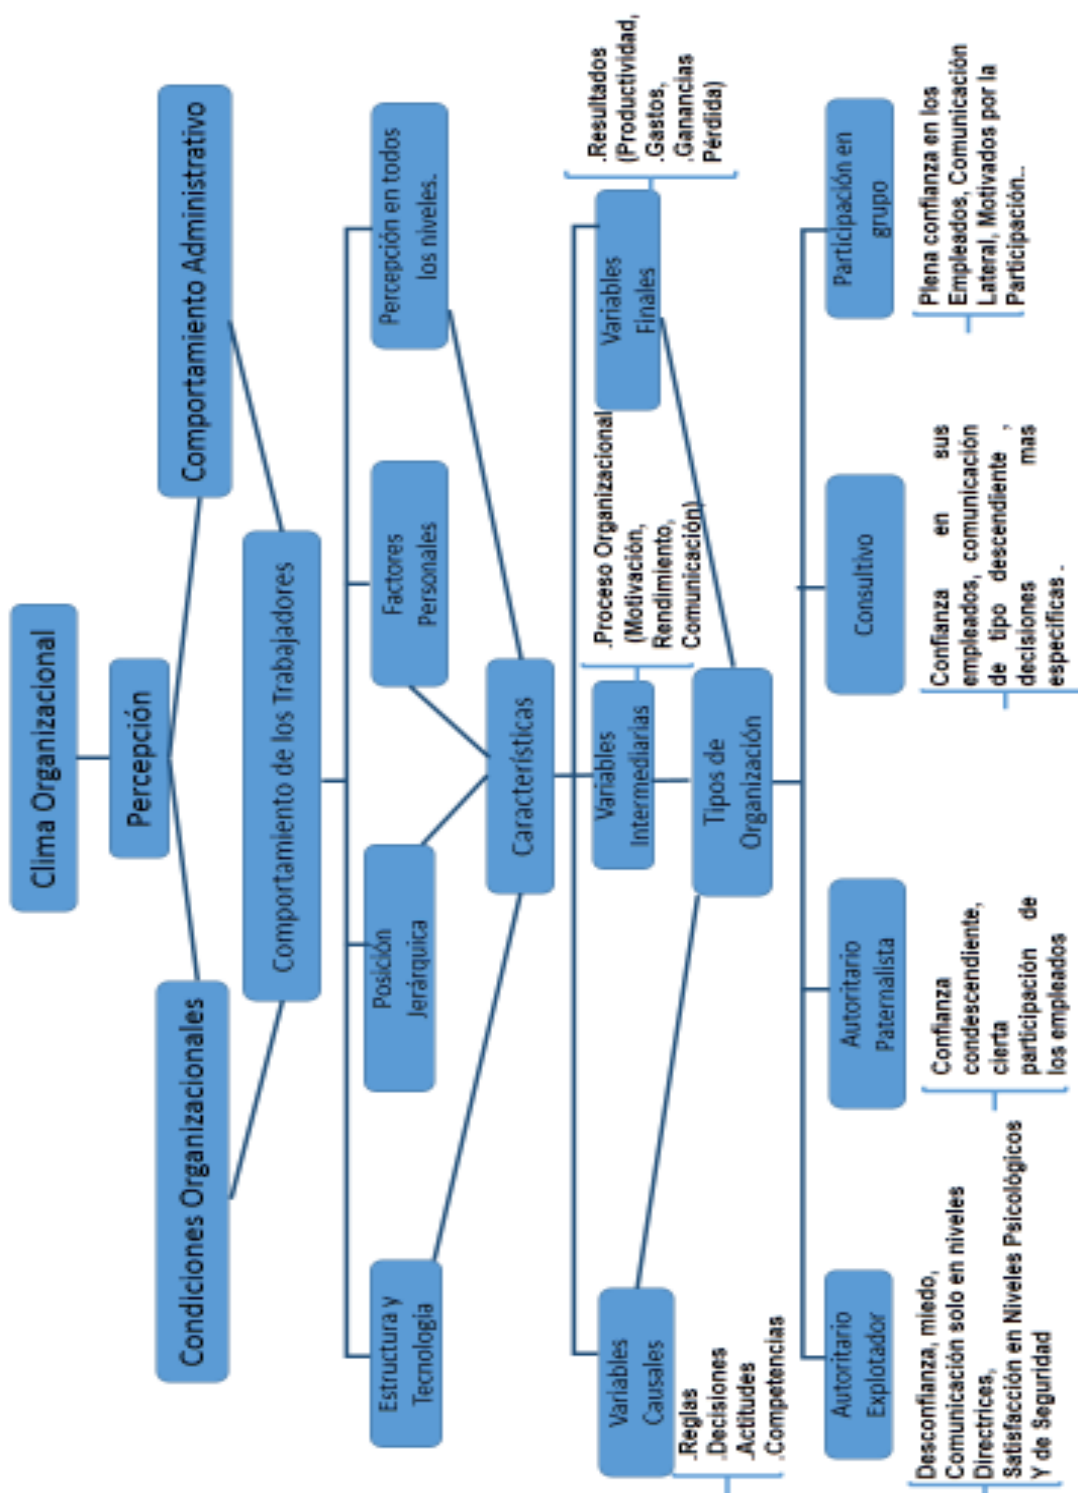 Clima Organizacional
Percepción
Condiciones Organizacionales
Comportamiento Administrativo
Comportamiento de los Trabajadores
Estructura y
Tecnología
Posición
Jerárquica
Factores
Personales
Percepción en todos
los niveles.
Características
Variables
Causales
.Reglas
.Decisiones
.Actitudes
.Competencias
Variables
Intermediarias
.Proceso Organizacional
(Motivación,
Rendimiento,
Comunicación)
Variables
Finales
.Resultados
(Productividad,
.Gastos,
.Ganancias
Pérdida)
Tipos de
Organización
Autoritario
Explotador
Desconfianza, miedo,
Comunicación solo en niveles
Directrices,
Satisfacción en Niveles Psicológicos
Y de Seguridad
Autoritario
Paternalista
Confianza
condescendiente,
cierta
participación de
los empleados
Consultivo
Confianza en sus
empleados, comunicación
de tipo descendiente ,
decisiones mas
especificas .
Participación en
grupo
Plena confianza en los
Empleados, Comunicación
Lateral, Motivados por la
Participación..